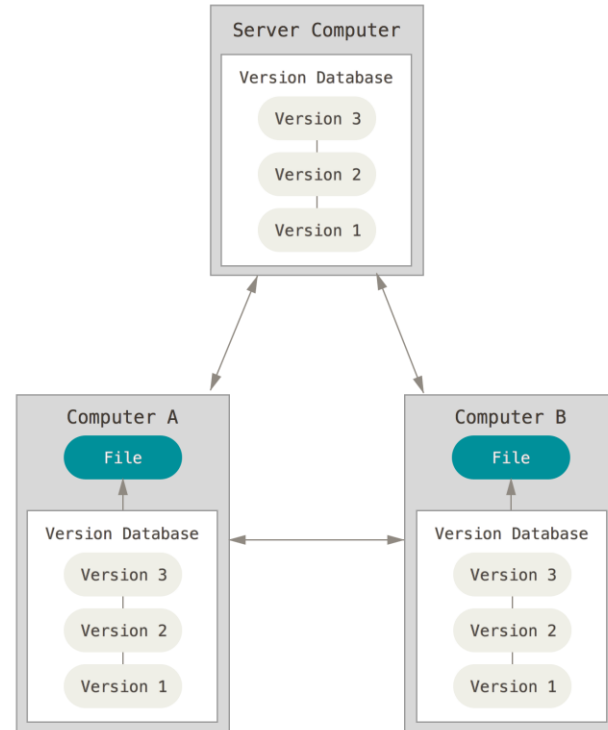 Server Computer
Version Database
Version 3
Version 2
Version 1
Computer A
File
Version Database
Version 3
Version 2
Version 1
Computer B
File
Version Database
Version 3
Version 2
Version 1